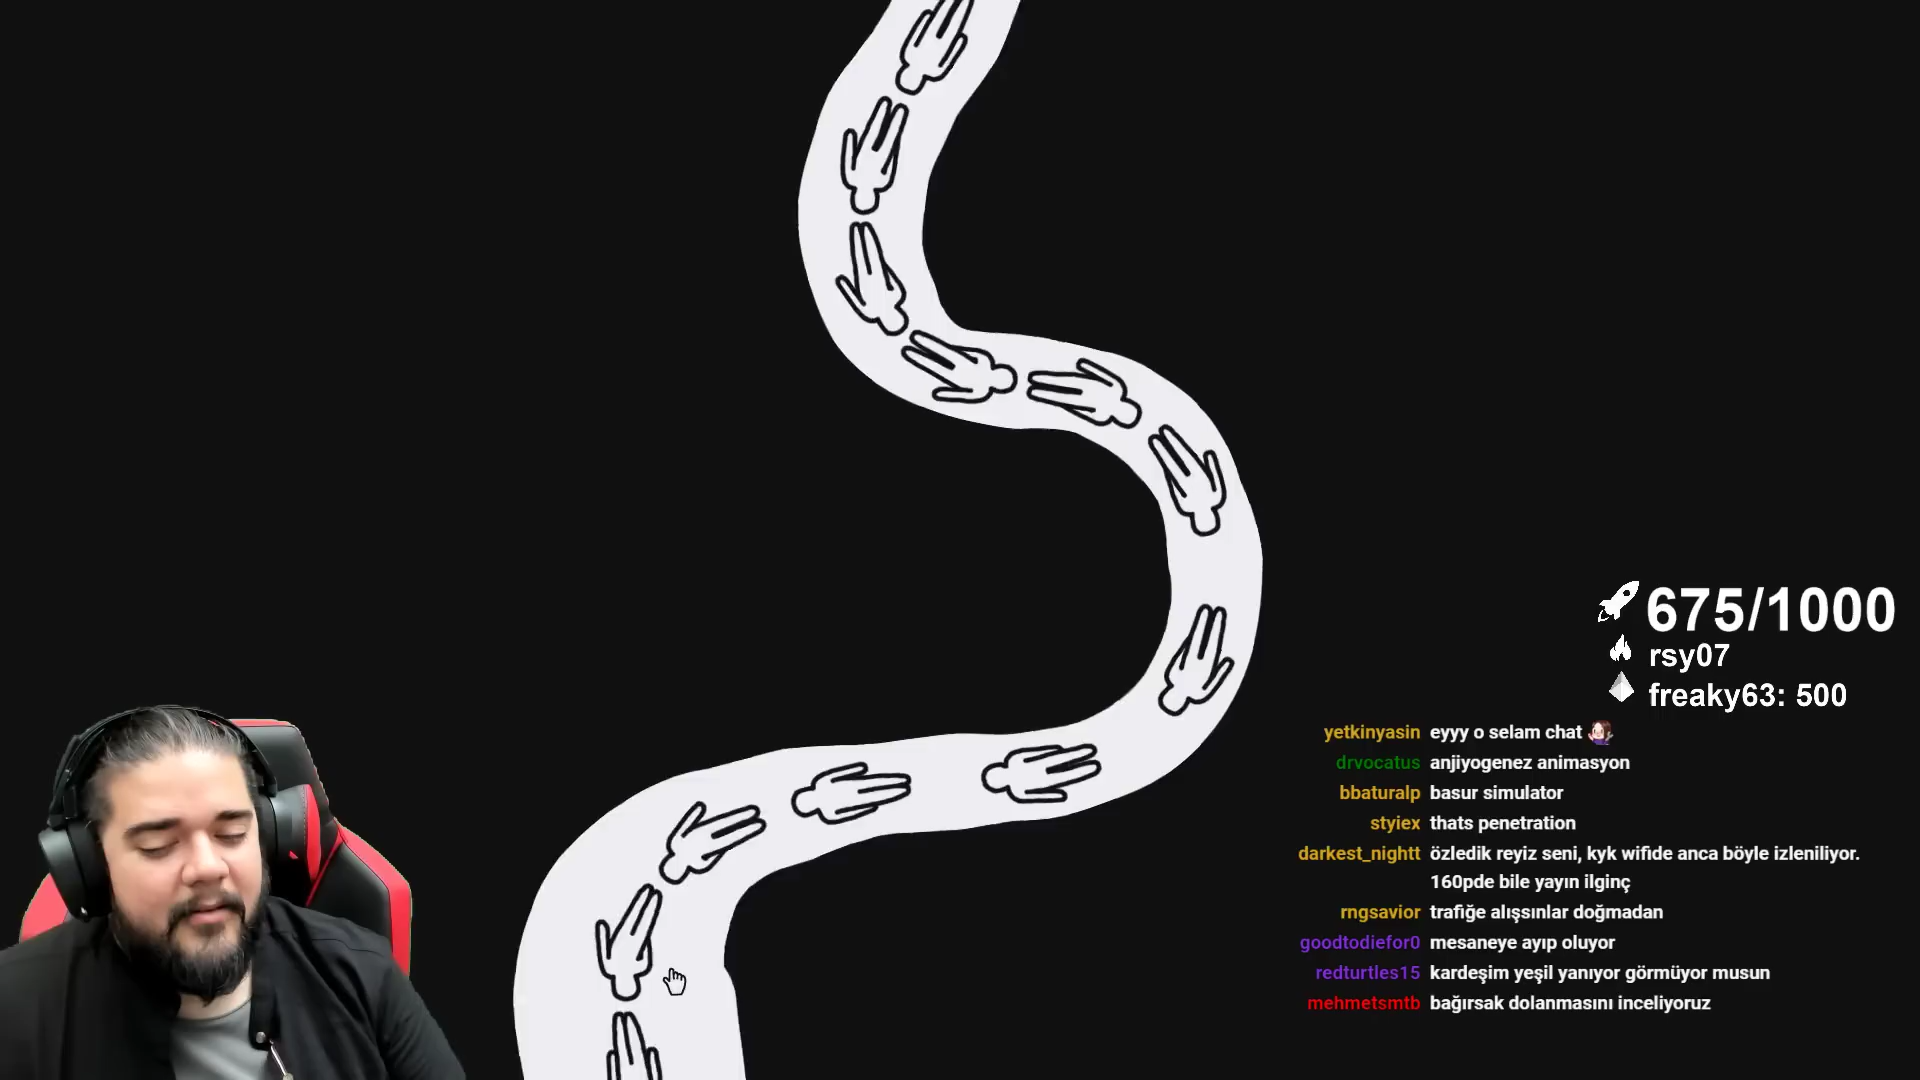 675/1000
rsy07
freaky63: 500
yetkinyasin eyyy o selam chat
drvocatus anjiyogenez animasyon
bbaturalp basur simulator
styiex thats penetration
darkest_nightt özledik reyiz seni, kyk wifide anca böyle izleniliyor.
160pde bile yayın ilginç
rngsavior trafiğe alışsınlar doğmadan
goodtodiefor0 mesaneye ayıp oluyor
redturtles15 kardeşim yeşil yanıyor görmüyor musun
mehmetsmtb bağırsak dolanmasını inceliyoruz